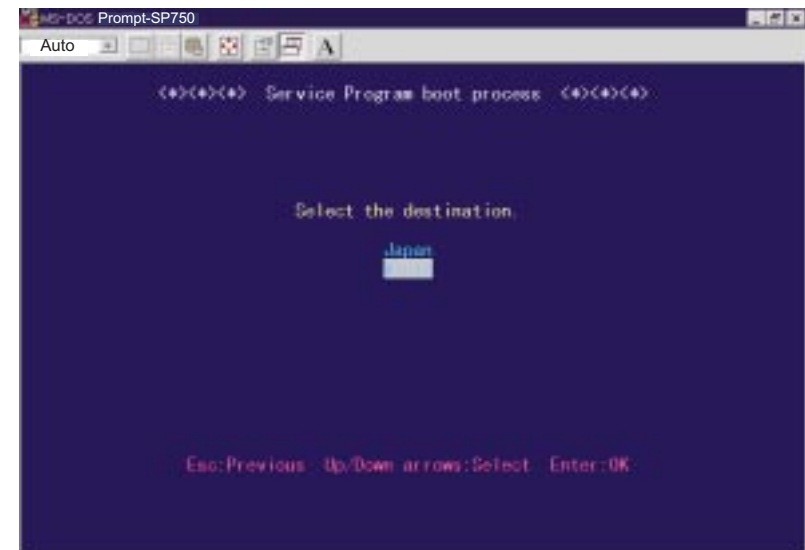 MS-DOS Prompt-SP750
Auto
A
<*><*><*> Service Program boot process <*><*><*>
Select the destination.
Japan
Esc:Previous Up/Down arrows:Select Enter:OK